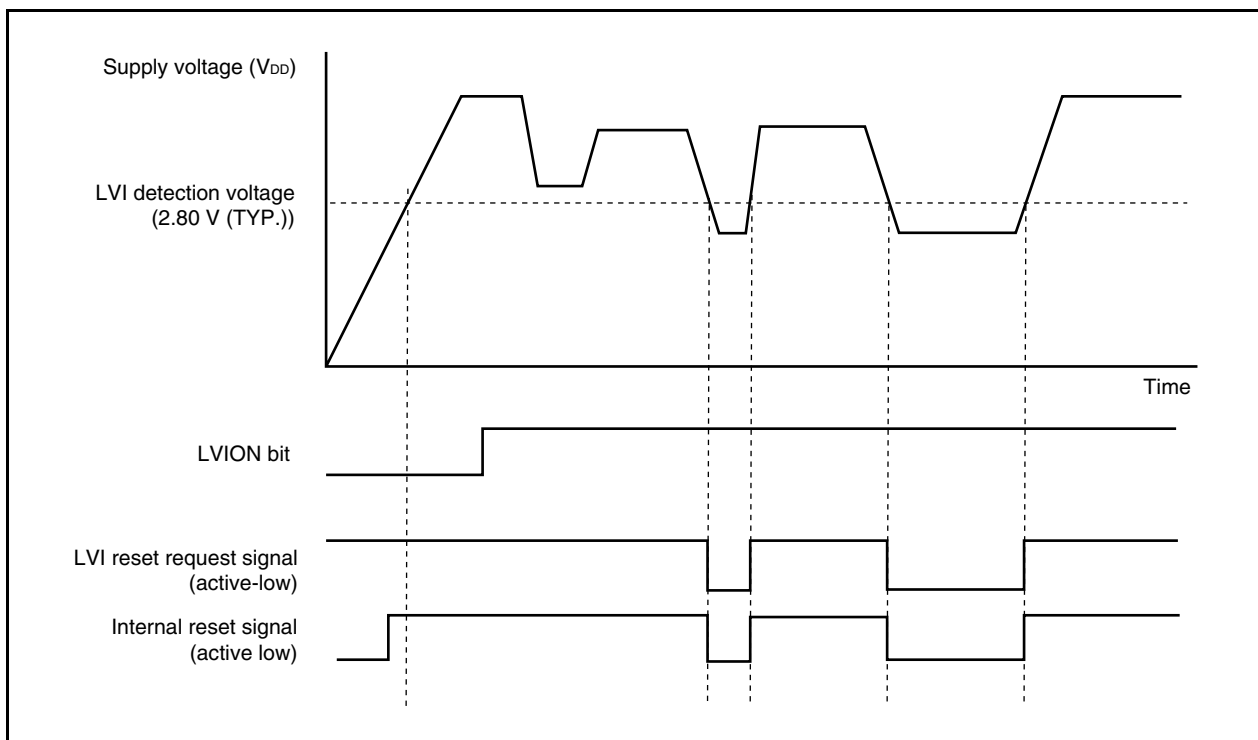 Supply voltage (VDD)
LVI detection voltage
(2.80 V (TYP.))
Time
LVION bit
LVI reset request signal
(active-low)
Internal reset signal
(active low)